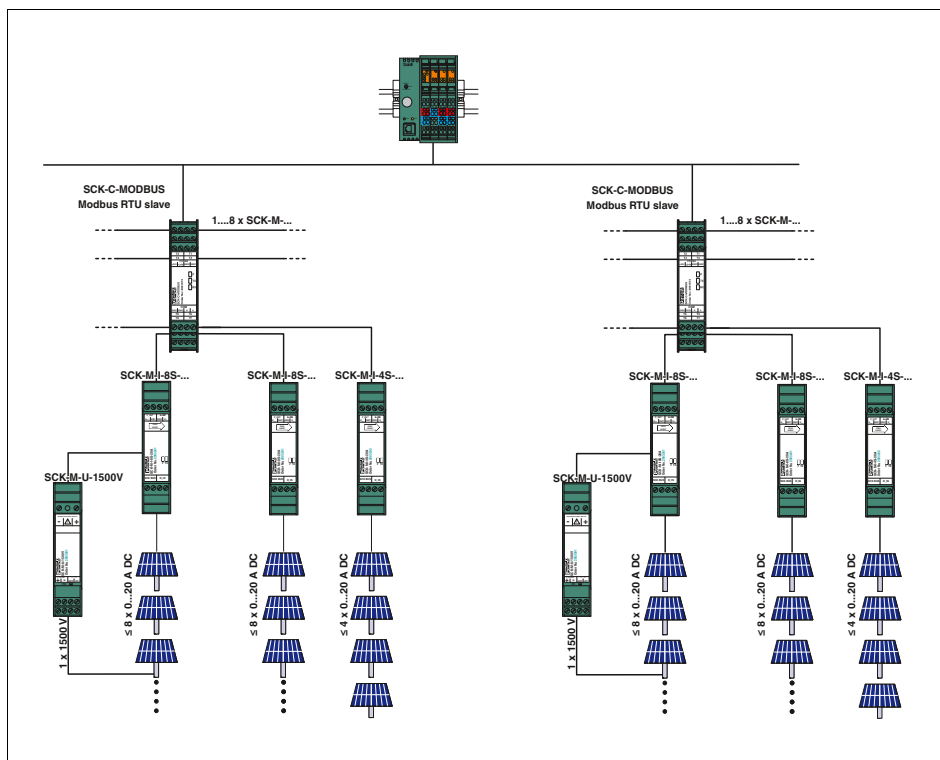 SCK-C-MODBUS
Modbus RTU slave
1....8 x SCK-M-...
SCK-M-I-8S-...
SCK-M-I-8S-...
SCK-M-I-4S-...
SCK-M-U-1500V
1 x 1500 V
≤ 8 x 0...20 A DC
≤ 8 x 0...20 A DC
≤ 4 x 0...20 A DC
SCK-C-MODBUS
Modbus RTU slave
1....8 x SCK-M-...
SCK-M-I-8S-...
SCK-M-I-8S-...
SCK-M-I-4S-...
SCK-M-U-1500V
1 x 1500 V
≤ 8 x 0...20 A DC
≤ 8 x 0...20 A DC
≤ 4 x 0...20 A DC